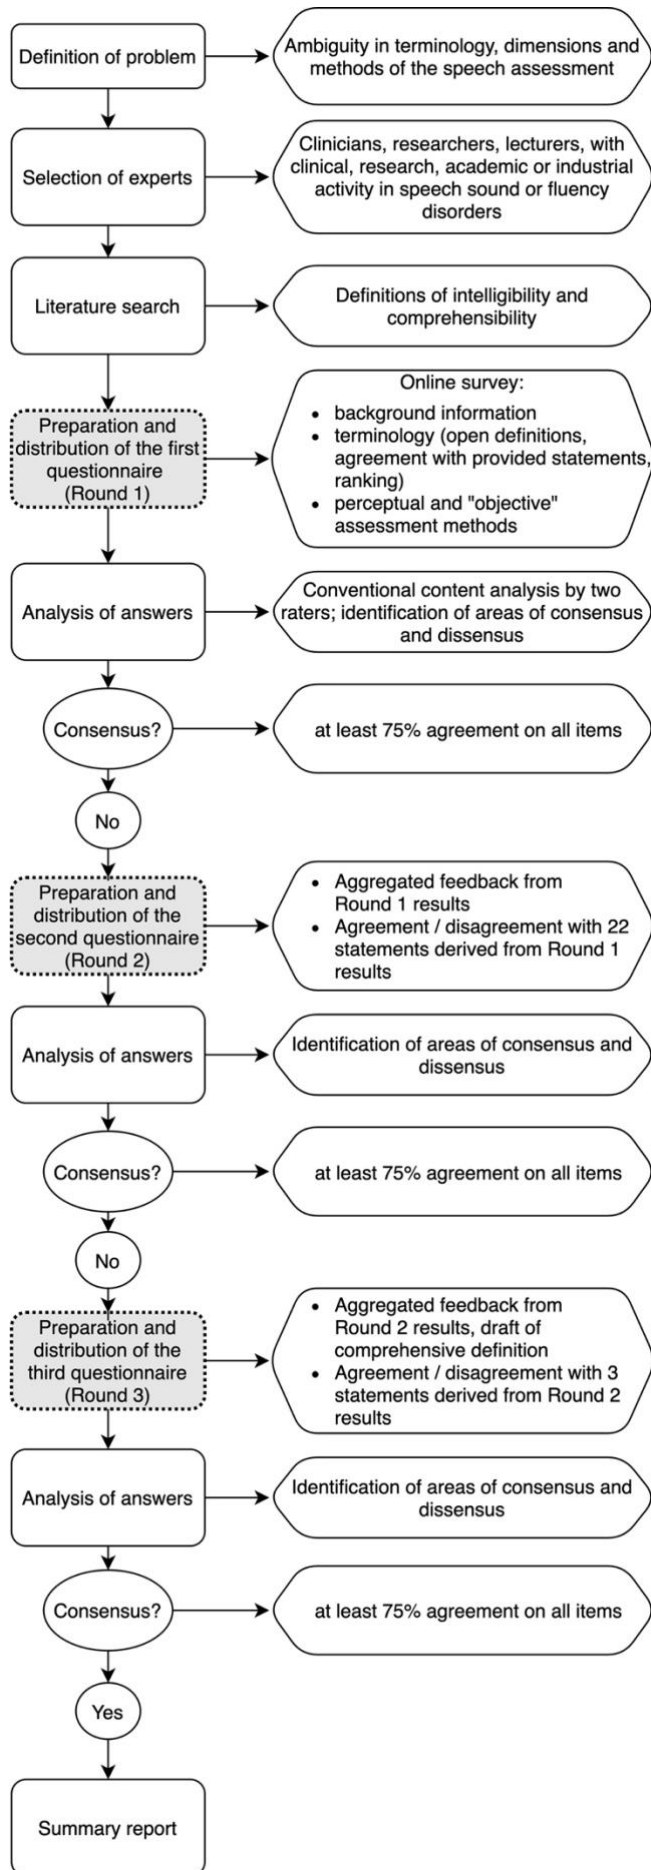 Definition of problem
Ambiguity in terminology, dimensions and
methods of the speech assessment
Selection of experts
Clinicians, researchers, lecturers, with
clinical, research, academic or industrial
activity in speech sound or fluency
disorders
Literature search
Definitions of intelligibility and
comprehensibility
Preparation and
distribution of the first
questionnaire
(Round 1)
Online survey:
• background information
• terminology (open definitions,
agreement with provided statements,
ranking)
• perceptual and "objective"
assessment methods
Analysis of answers
Conventional content analysis by two
raters; identification of areas of consensus
and dissensus
Consensus?
at least 75% agreement on all items
No
Preparation and
distribution of the
second questionnaire
(Round 2)
• Aggregated feedback from
Round 1 results
• Agreement / disagreement with 22
statements derived from Round 1
results
Analysis of answers
Identification of areas of consensus and
dissensus
Consensus?
at least 75% agreement on all items
No
Preparation and
distribution of the
third questionnaire
(Round 3)
• Aggregated feedback from
Round 2 results, draft of
comprehensive definition
• Agreement / disagreement with 3
statements derived from Round 2
results
Analysis of answers
Identification of areas of consensus and
dissensus
Consensus?
at least 75% agreement on all items
Yes
Summary report